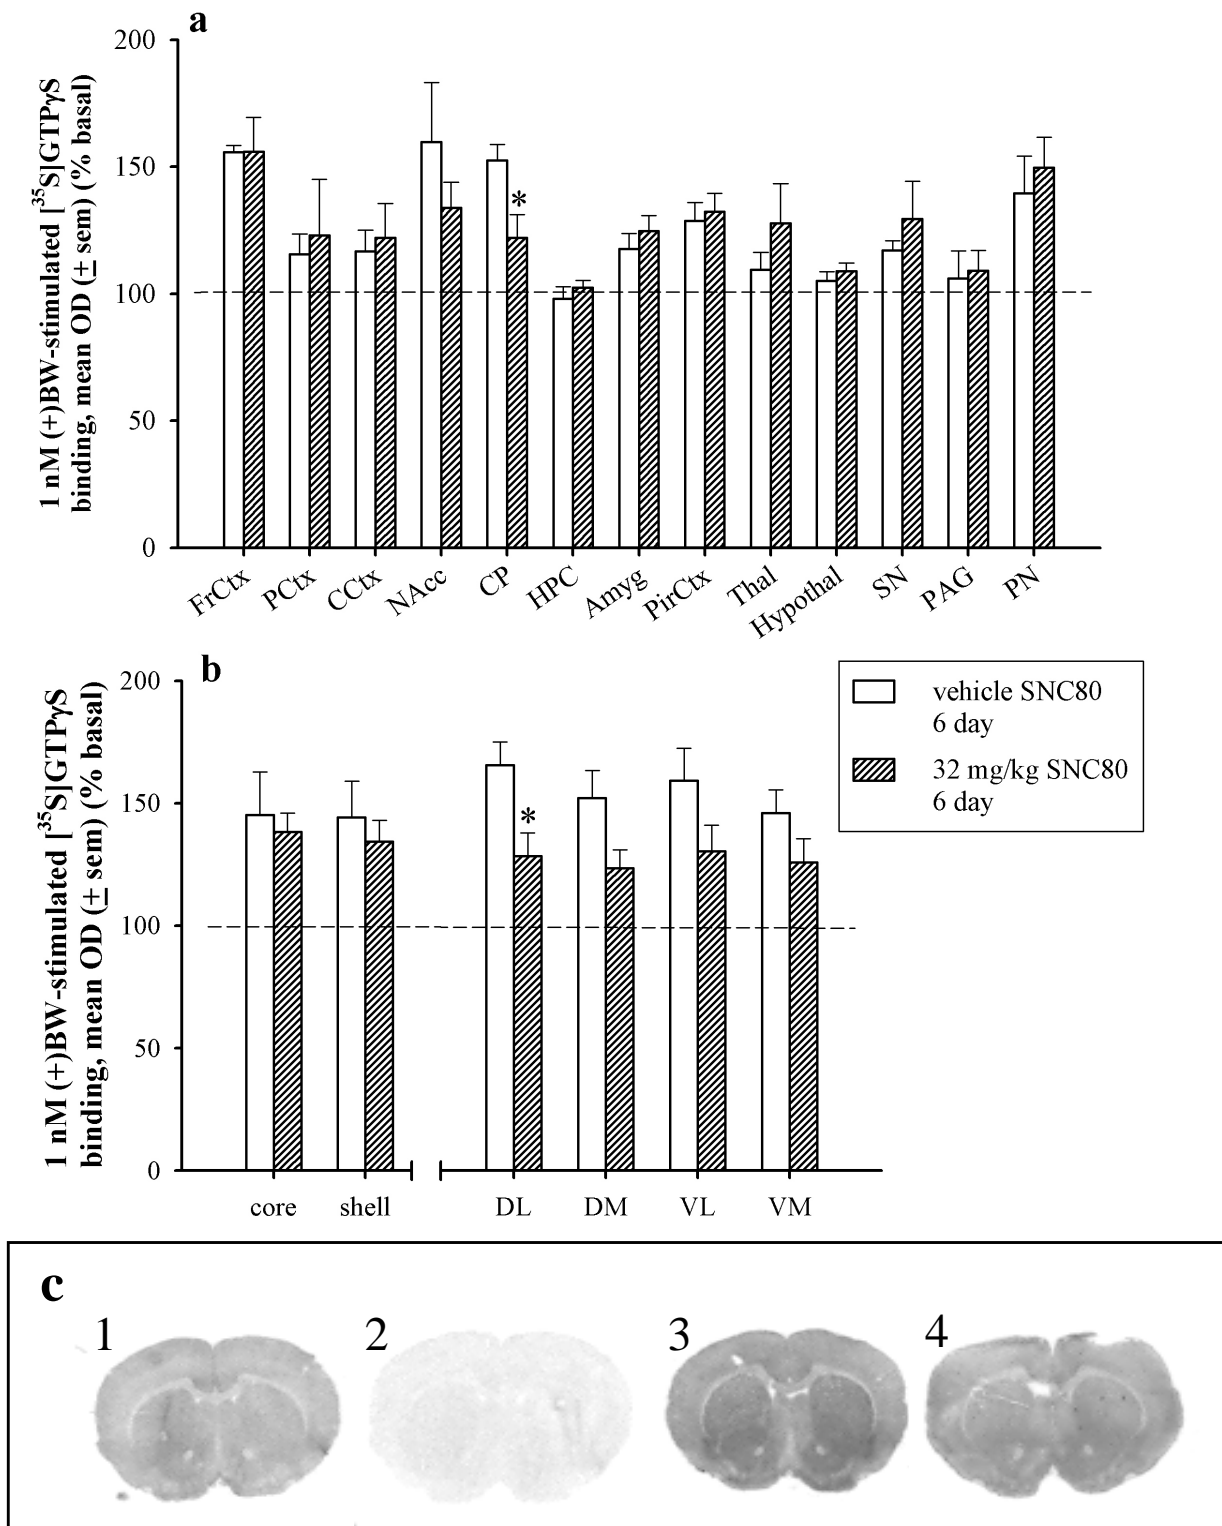 a
1 nM (+)BW-stimulated [³⁵S]GTPγS
binding, mean OD (± sem) (% basal)
200
150
100
50
0
FrCtx PCtx CCtx NAcc CP HPC Amyg PirCtx Thal Hypothal SN PAG PN
b
1 nM (+)BW-stimulated [³⁵S]GTPγS
binding, mean OD (± sem) (% basal)
200
150
100
50
0
*
*
core shell DL DM VL VM
vehicle SNC80
6 day
32 mg/kg SNC80
6 day
c
1 2 3 4